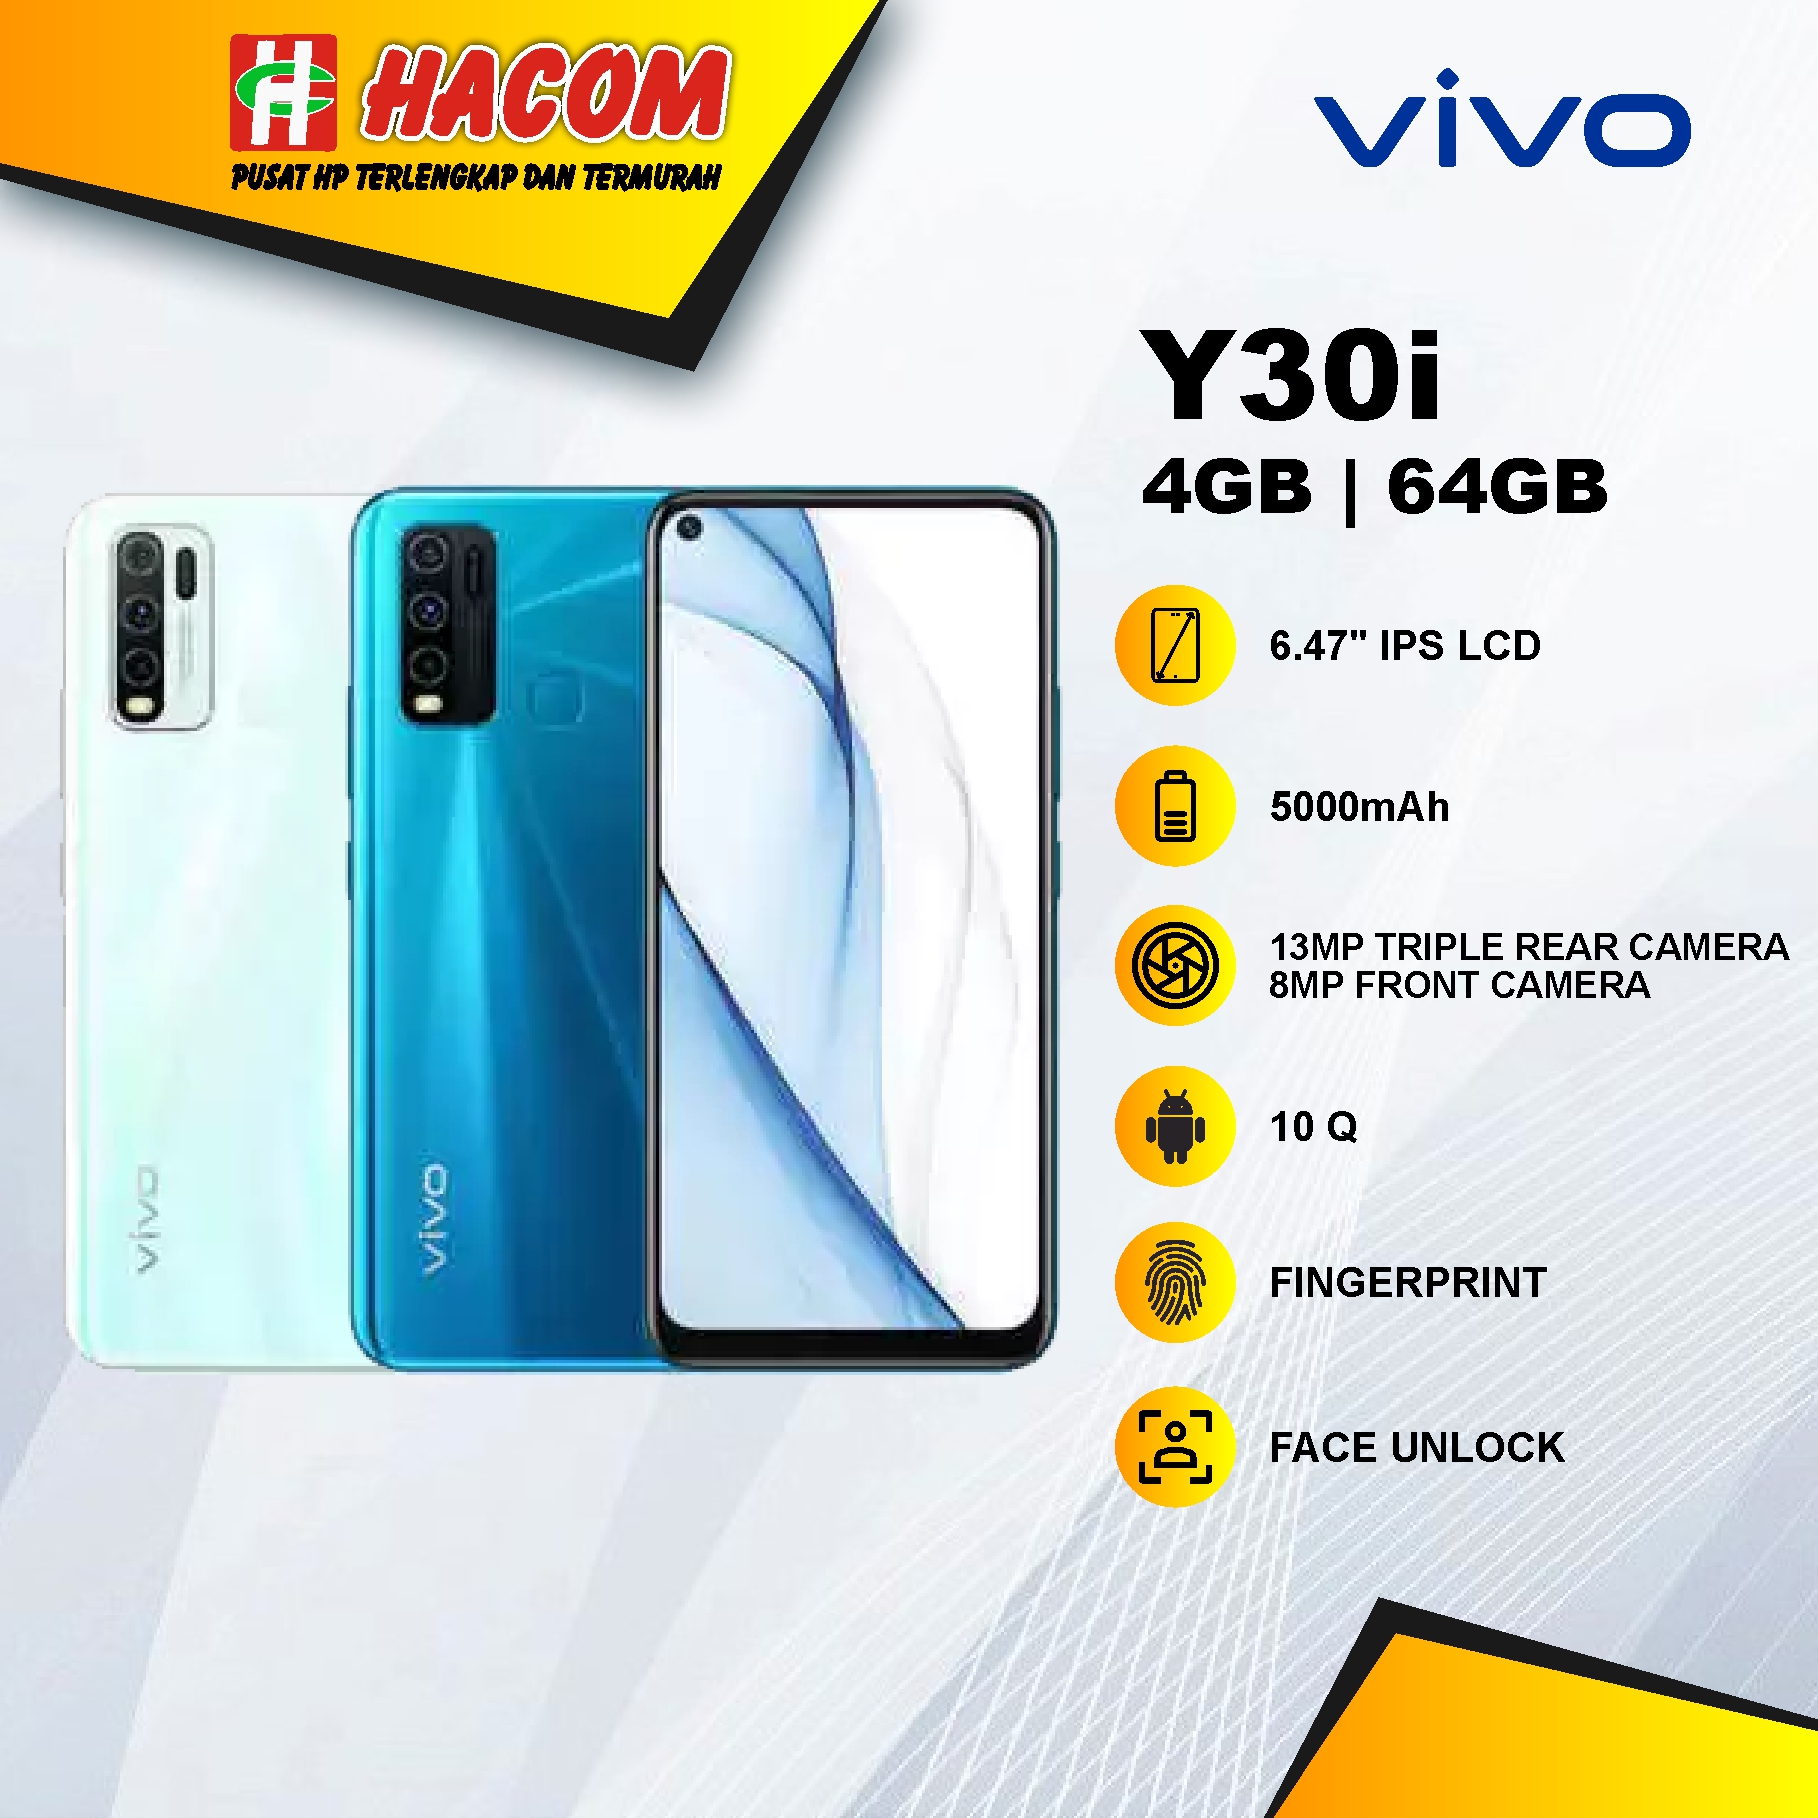 HACOM
PUSAT HP TERLENGKAP DAN TERMURAH
vivo
Y30i
4GB | 64GB
6.47" IPS LCD
5000mAh
13MP TRIPLE REAR CAMERA
8MP FRONT CAMERA
10 Q
FINGERPRINT
FACE UNLOCK
vivo
vivo